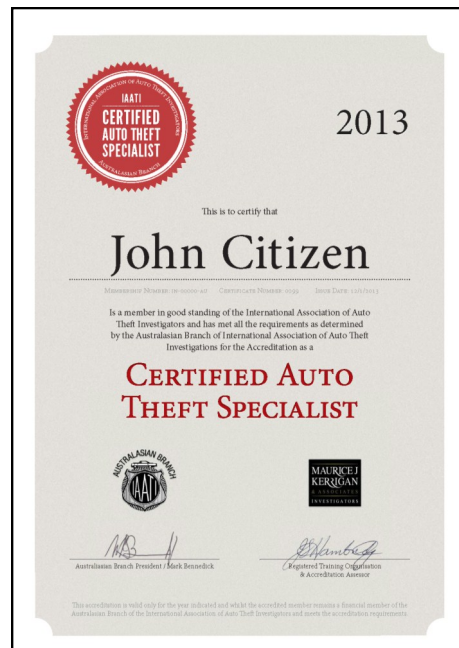 INTERNATIONAL ASSOCIATION OF AUTO THEFT INVESTIGATORS
IAATI
CERTIFIED
AUTO THEFT
SPECIALIST
AUSTRALASIAN BRANCH
2013
This is to certify that
John Citizen
Certificate Number
Issue Date
Is a member in good standing of the International Association of Auto
Theft Investigators and has met all the requirements as determined
by the Australasian Branch of International Association of Auto Theft
Investigations for the Accreditation as a
Certified Auto
Theft Specialist
AUSTRALASIAN BRANCH
IAATI
MAURICE J
KERRIGAN
& ASSOCIATES
INVESTIGATORS
Australasian Branch President / Mark Bennedick
Registered Training Organisation
& Accreditation Assessor
This accreditation is valid only for the year indicated and whilst the accredited member remains a financial member of the
Australasian Branch of the International Association of Auto Theft Investigators and meets the accreditation requirements.